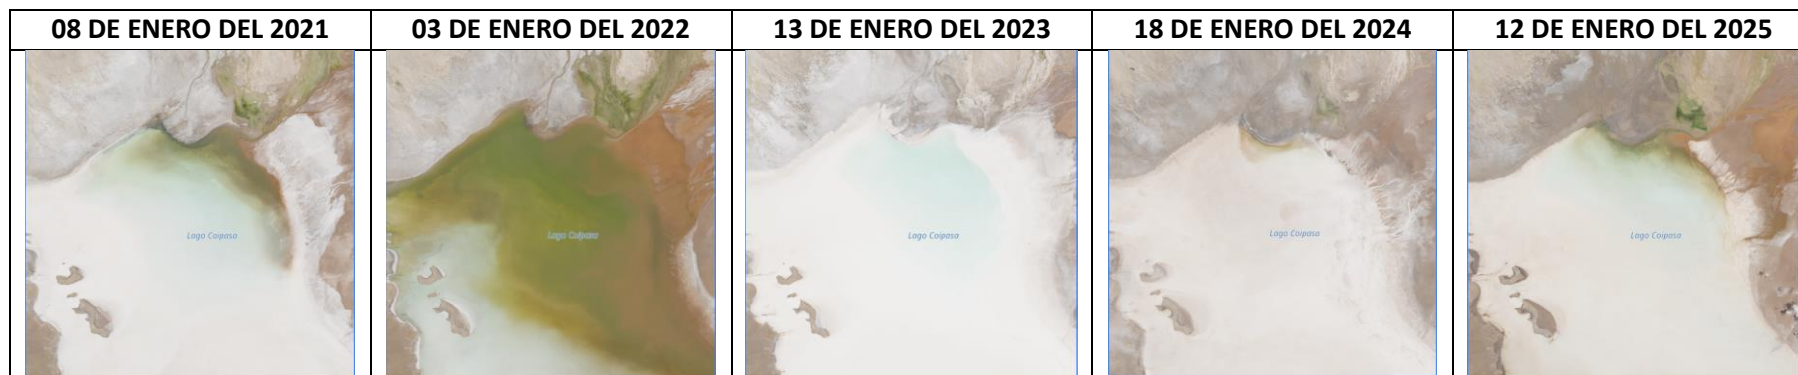 08 DE ENERO DEL 2021
03 DE ENERO DEL 2022
13 DE ENERO DEL 2023
18 DE ENERO DEL 2024
12 DE ENERO DEL 2025
Lago Coipasa
Lago Coipasa
Lago Coipasa
Lago Coipasa
Lago Coipasa